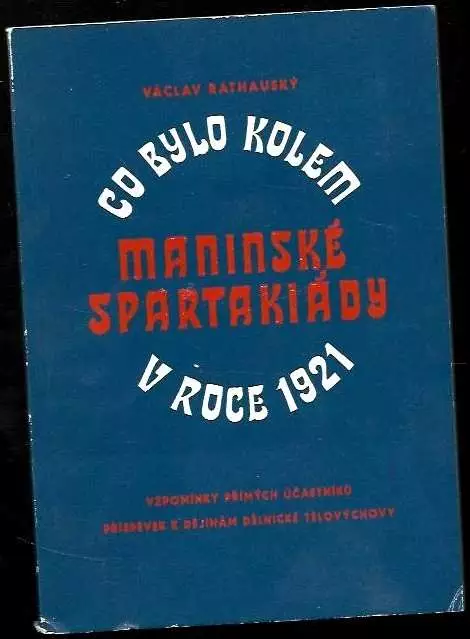 VÁCLAV RATHAUSKÝ
CO BYLO KOLEM
MANINSKÉ
SPARTAKIÁDY
V ROCE 1921
VZPOMÍNKY PŘÍMÝCH ÚČASTNÍKŮ
PŘÍSPĚVEK K DĚJINÁM DĚLNICKÉ TĚLOVÝCHOVY